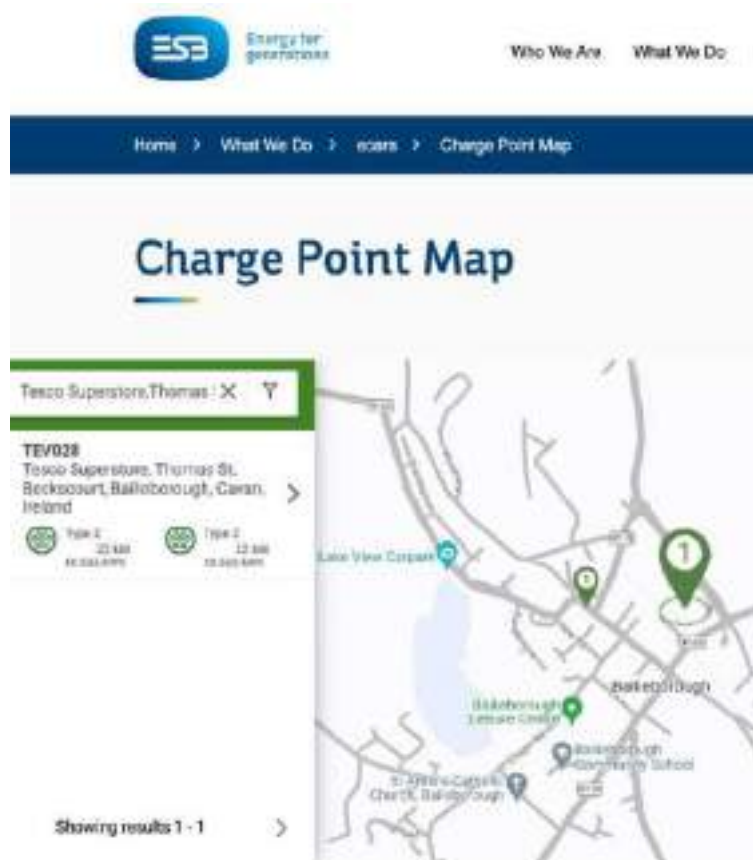 ESB
Energy for
generations
Who We Are
What We Do
Home > What We Do > ecars > Charge Point Map
Charge Point Map
Tesco Superstore,Thomas
TEV028
Tesco Superstore, Thomas St,
Beckscourt, Bailieborough, Cavan,
Ireland
Type 2
22 kW
Type 2
22 kW
Lake View Carpark
1
Bailieborough
Bailieborough
Leisure Centre
Bailieborough
Community School
St Anne's Catholic
Church, Bailieborough
Showing results 1 - 1 >